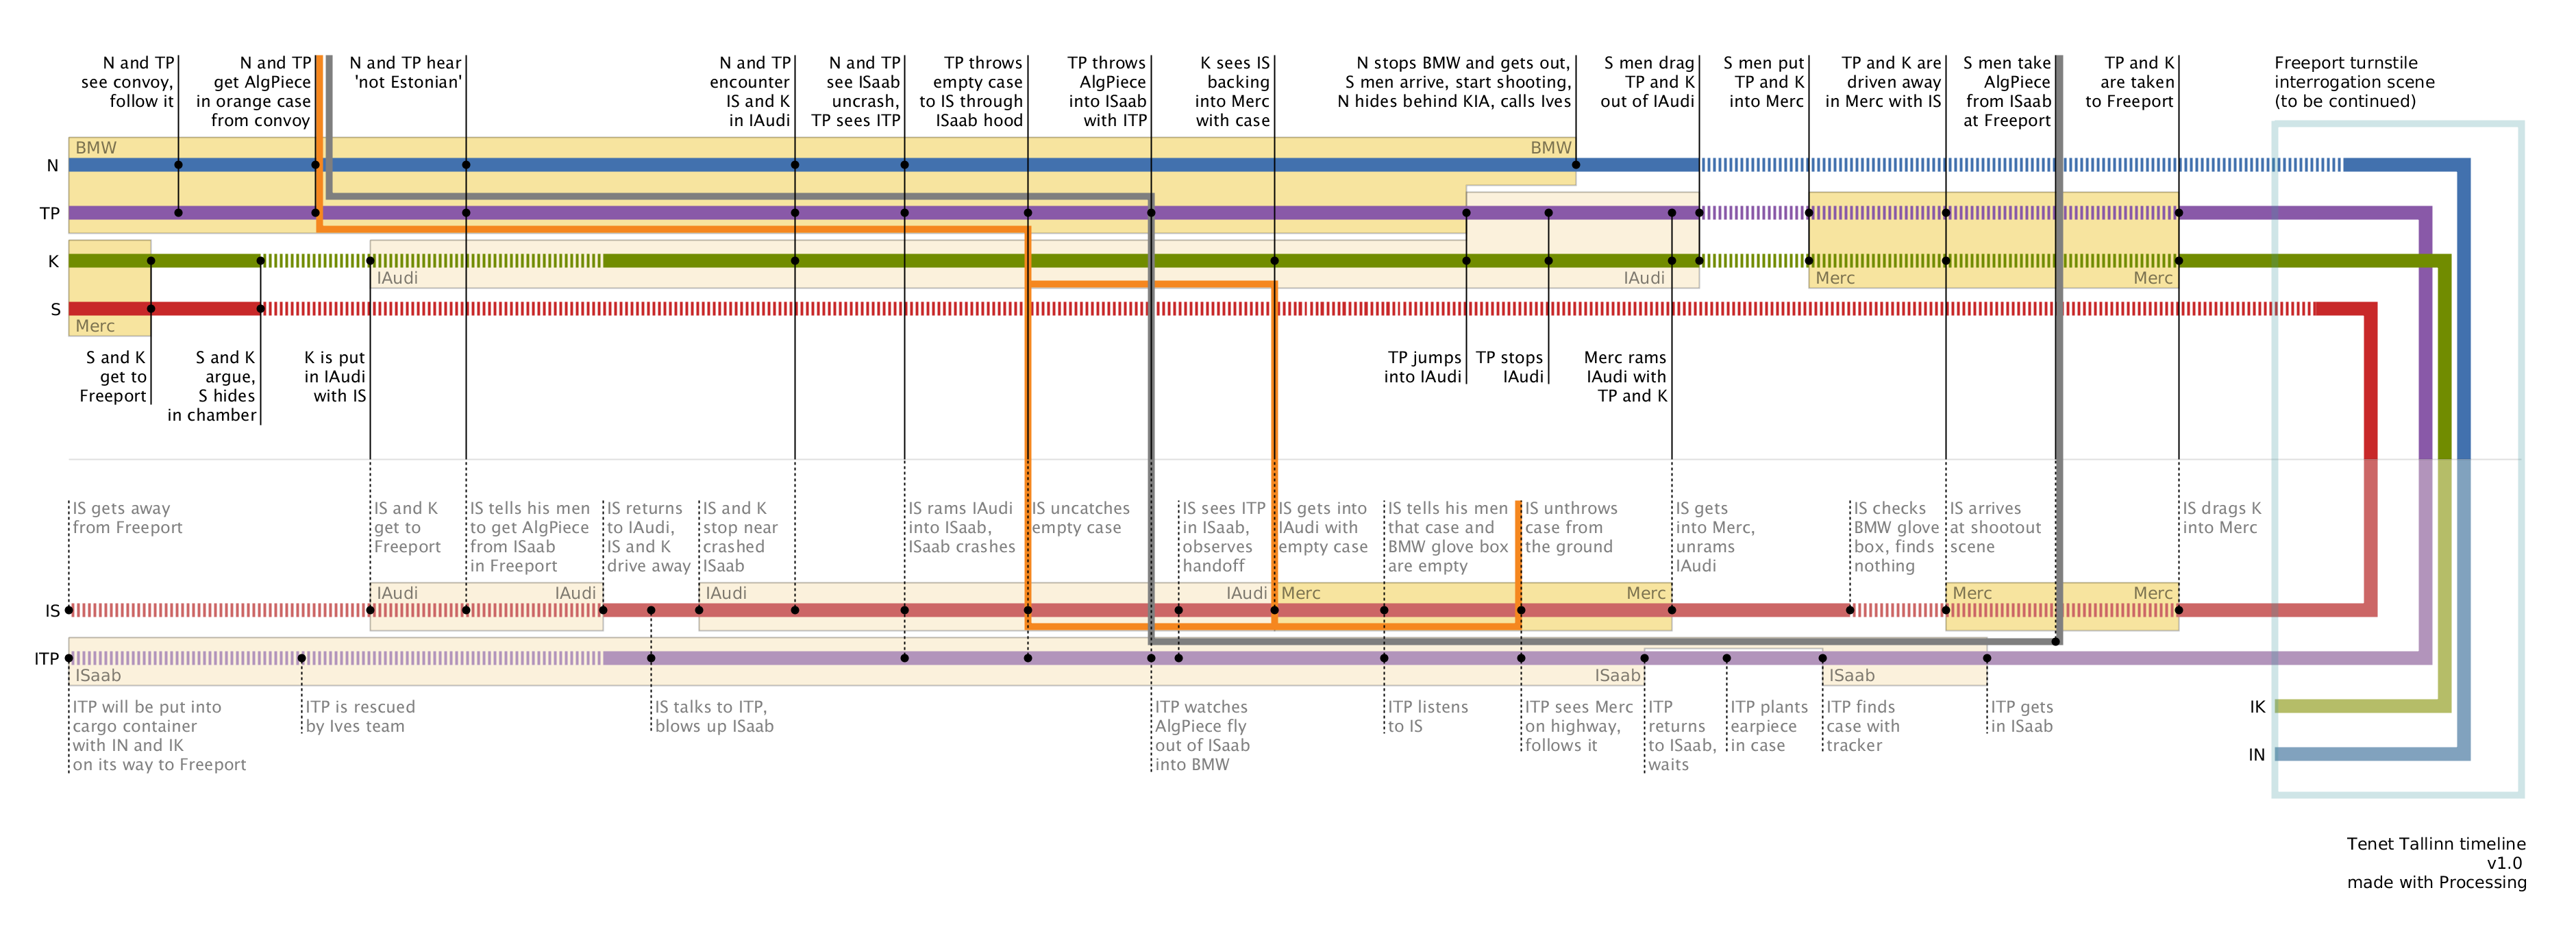 N and TP
see convoy,
follow it
N and TP
get AlgPiece
in orange case
from convoy
N and TP hear
'not Estonian'
N and TP
encounter
IS and K
in IAudi
N and TP
see ISaab
uncrash,
TP sees ITP
TP throws
empty case
to IS through
ISaab hood
TP throws
AlgPiece
into ISaab
with ITP
K sees IS
backing
into Merc
with case
N stops BMW and gets out,
S men arrive, start shooting,
N hides behind KIA, calls Ives
S men drag
TP and K
out of IAudi
S men put
TP and K
into Merc
TP and K are
driven away
in Merc with IS
S men take
AlgPiece
from ISaab
at Freeport
TP and K
are taken
to Freeport
Freeport turnstile
interrogation scene
(to be continued)
BMW
BMW
N
TP
K
IAudi
IAudi
Merc
Merc
S
Merc
S and K
get to
Freeport
S and K
argue,
S hides
in chamber
K is put
in IAudi
with IS
TP jumps
into IAudi
TP stops
IAudi
Merc rams
IAudi with
TP and K
IS gets away
from Freeport
IS and K
get to
Freeport
IS tells his men
to get AlgPiece
from ISaab
in Freeport
IS returns
to IAudi,
IS and K
drive away
IS and K
stop near
crashed
ISaab
IS rams IAudi
into ISaab,
ISaab crashes
IS uncatches
empty case
IS sees ITP
in ISaab,
observes
handoff
IS gets into
IAudi with
empty case
IS tells his men
that case and
BMW glove box
are empty
IS unthrows
case from
the ground
IS gets
into Merc,
unrams
IAudi
IS checks
BMW glove
box, finds
nothing
IS arrives
at shootout
scene
IS drags K
into Merc
IAudi
IAudi
IAudi
IAudi
Merc
Merc
Merc
Merc
IS
ITP
ISaab
ISaab
ISaab
ITP will be put into
cargo container
with IN and IK
on its way to Freeport
ITP is rescued
by Ives team
IS talks to ITP,
blows up ISaab
ITP watches
AlgPiece fly
out of ISaab
into BMW
ITP listens
to IS
ITP sees Merc
on highway,
follows it
ITP
returns
to ISaab,
waits
ITP plants
earpiece
in case
ITP finds
case with
tracker
ITP gets
in ISaab
IK
IN
Tenet Tallinn timeline
v1.0
made with Processing